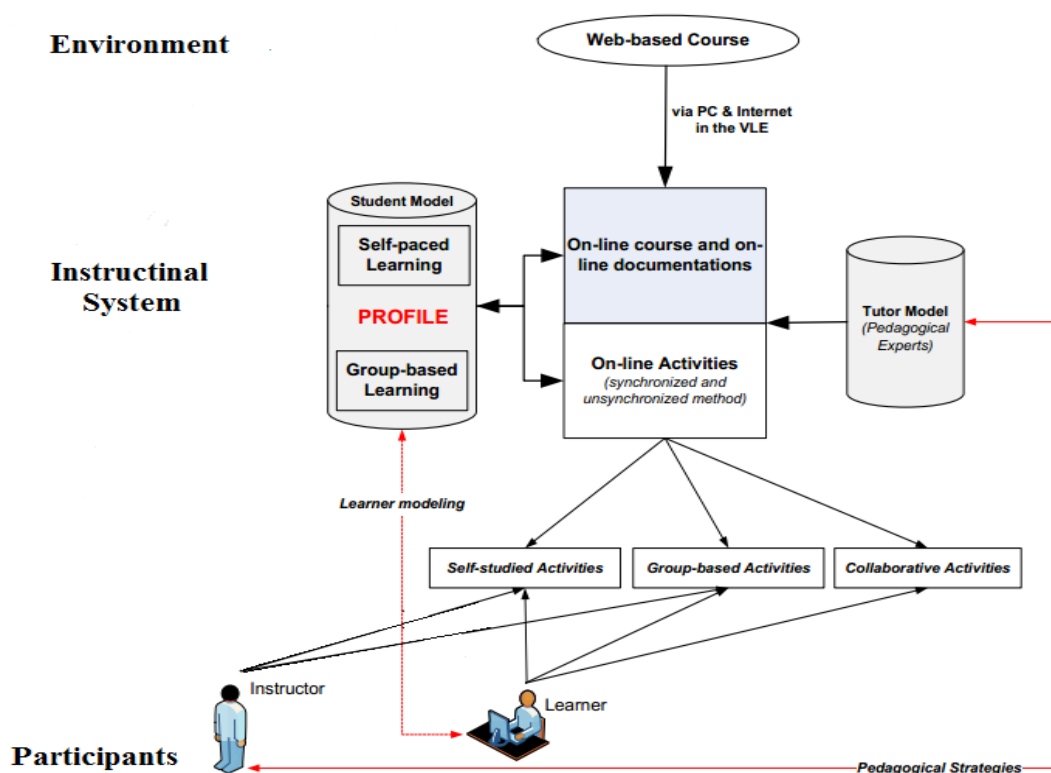 Environment
Web-based Course
via PC & Internet
in the VLE
Student Model
Self-paced
Learning
PROFILE
Group-based
Learning
Instructinal
System
On-line course and on-
line documentations
On-line Activities
(synchronized and
unsynchronized method)
Tutor Model
(Pedagogical
Experts)
Learner modeling
Self-studied Activities
Group-based Activities
Collaborative Activities
Instructor
Learner
Participants
Pedagogical Strategies